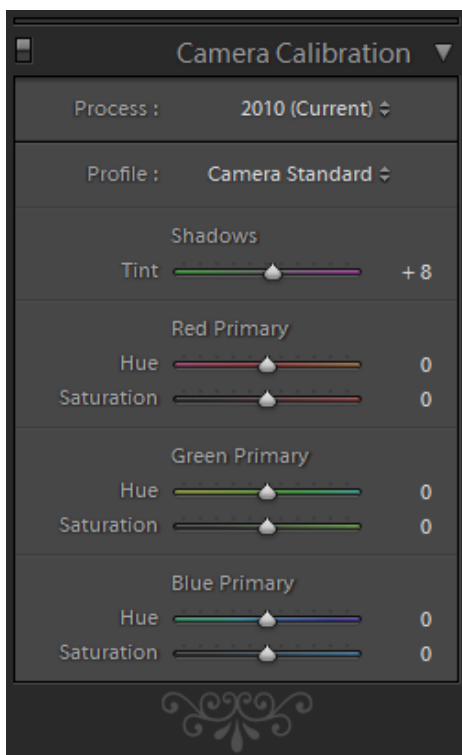 Camera Calibration
Process : 2010 (Current)
Profile : Camera Standard
Shadows
Tint + 8
Red Primary
Hue 0
Saturation 0
Green Primary
Hue 0
Saturation 0
Blue Primary
Hue 0
Saturation 0